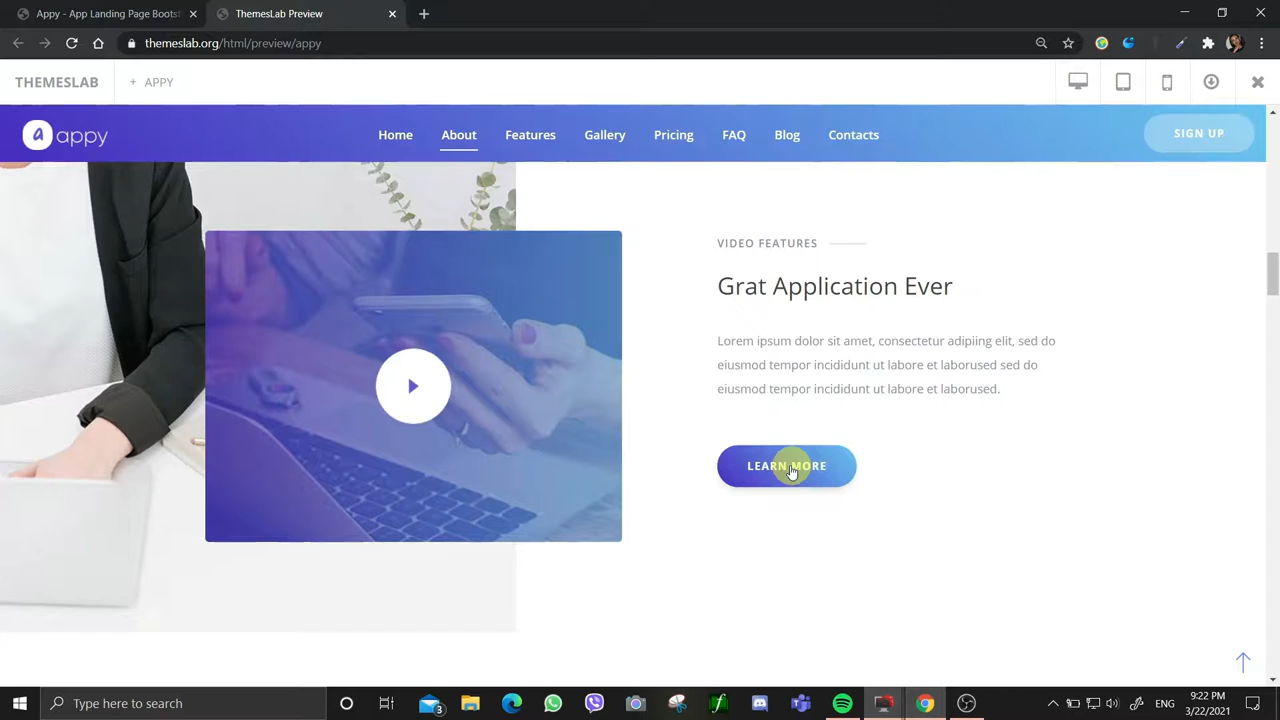 Appy - App Landing Page Bootst
ThemesLab Preview
themeslab.org/html/preview/appy
THEMESLAB
+ APPY
a appy
Home
About
Features
Gallery
Pricing
FAQ
Blog
Contacts
SIGN UP
VIDEO FEATURES
Grat Application Ever
Lorem ipsum dolor sit amet, consectetur adipiing elit, sed do
eiusmod tempor incididunt ut labore et laborused sed do
eiusmod tempor incididunt ut labore et laborused.
LEARN MORE
Type here to search
3
ENG
9:22 PM
3/22/2021